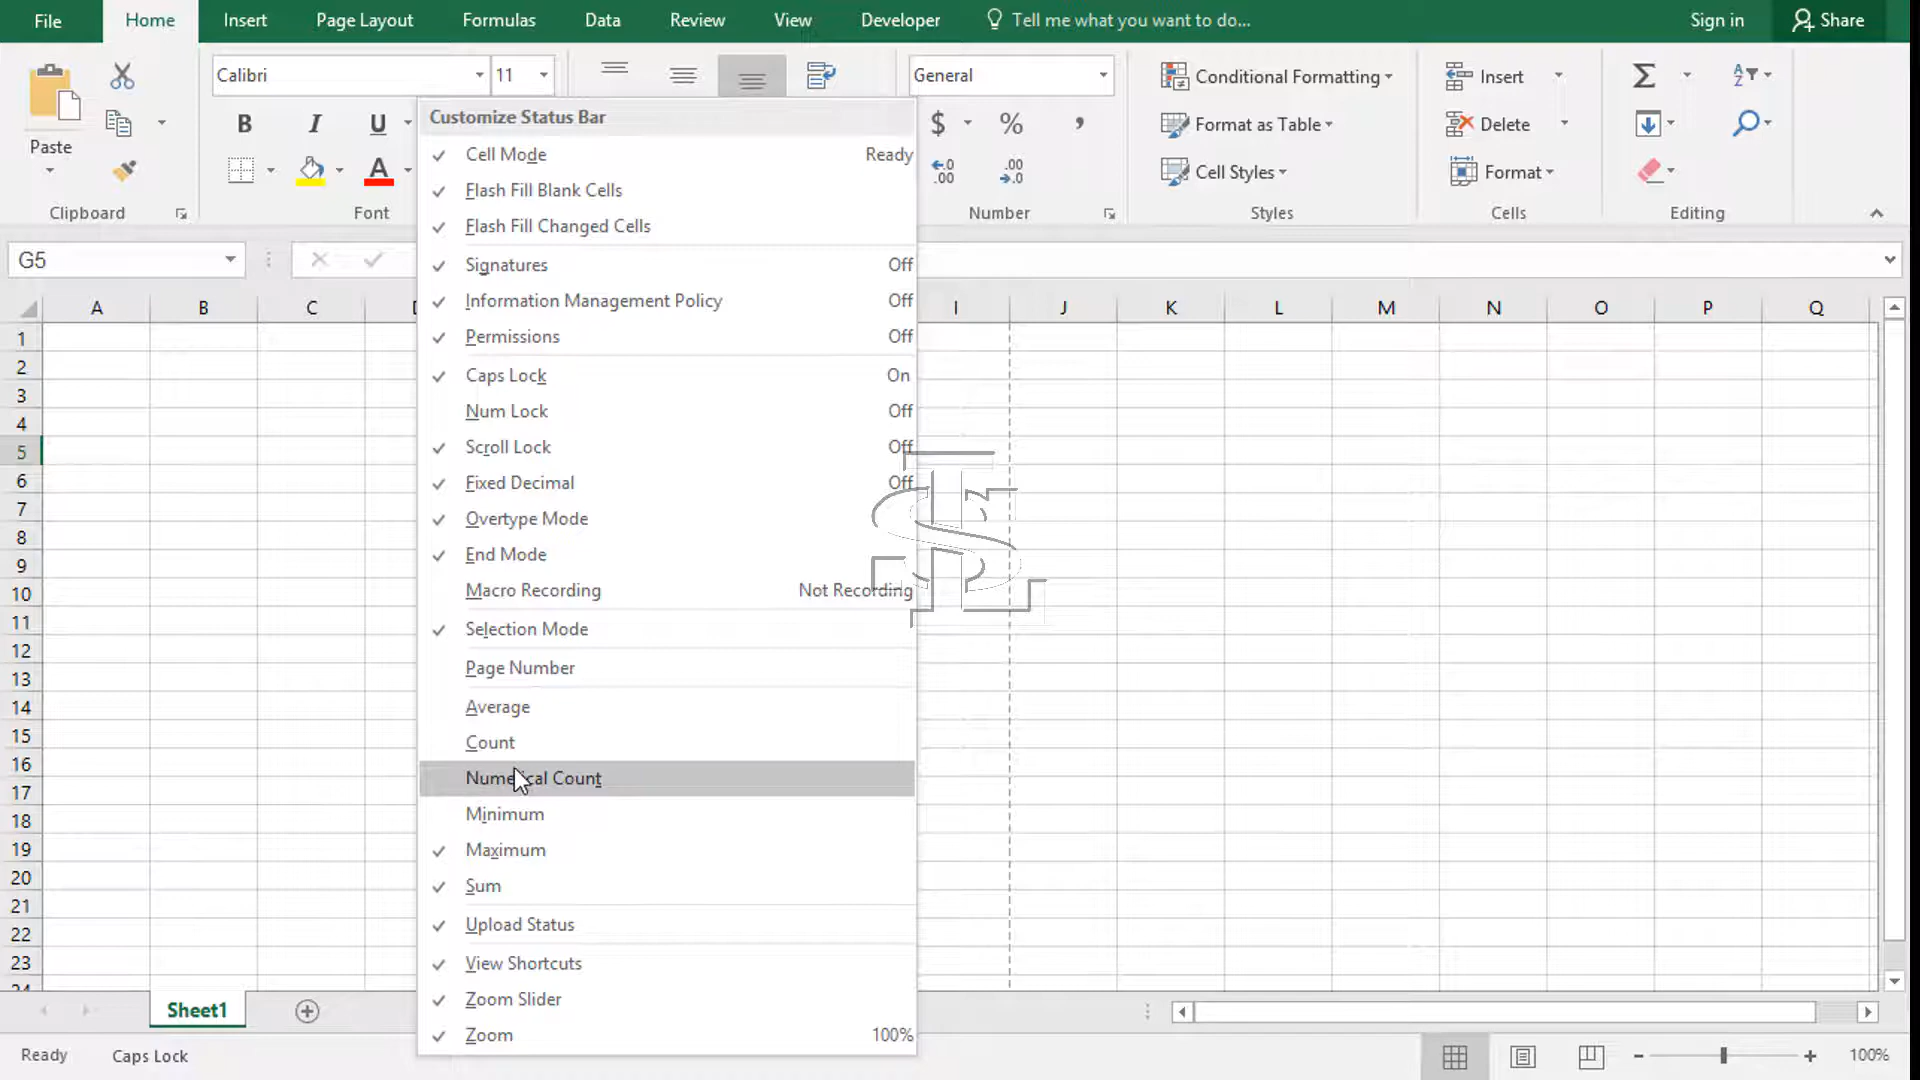 File Home Insert Page Layout Formulas Data Review View Developer Tell me what you want to do... Sign in Share
Calibri 11 General Conditional Formatting Insert
B I U $ % , Format as Table Delete
Paste A .00 .00 Cell Styles Format
Clipboard Font Number Styles Cells Editing
G5
A B C I J K L M N O P Q
1
2
3
4
5
6
7
8
9
10
11
12
13
14
15
16
17
18
19
20
21
22
23
24
Customize Status Bar
Cell Mode Ready
Flash Fill Blank Cells
Flash Fill Changed Cells
Signatures Off
Information Management Policy Off
Permissions Off
Caps Lock On
Num Lock Off
Scroll Lock Off
Fixed Decimal Off
Overtype Mode
End Mode
Macro Recording Not Recording
Selection Mode
Page Number
Average
Count
Numerical Count
Minimum
Maximum
Sum
Upload Status
View Shortcuts
Zoom Slider
Zoom 100%
Sheet1
Ready Caps Lock 100%